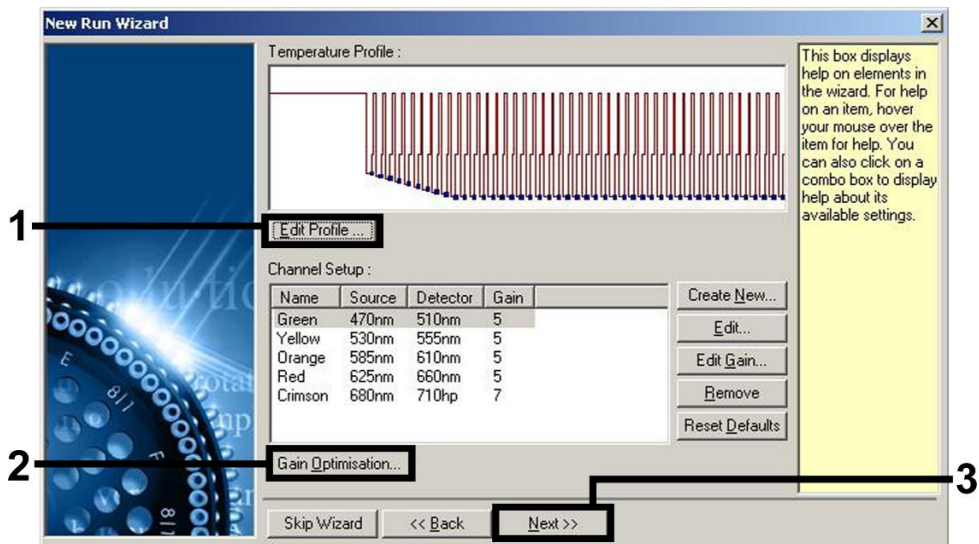 New Run Wizard
Temperature Profile :
This box displays
help on elements in
the wizard. For help
on an item, hover
your mouse over the
item for help. You
can also click on a
combo box to display
help about its
available settings.
1
Edit Profile ...
Channel Setup :
Name Source Detector Gain
Green 470nm 510nm 5
Yellow 530nm 555nm 5
Orange 585nm 610nm 5
Red 625nm 660nm 5
Crimson 680nm 710hp 7
Create New...
Edit...
Edit Gain...
Remove
Reset Defaults
2
Gain Optimisation...
3
Skip Wizard << Back Next >>